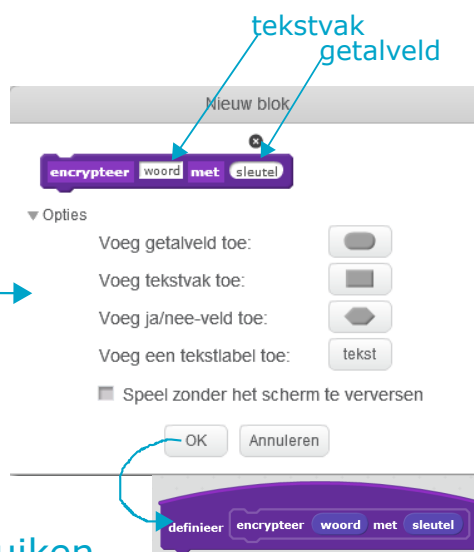 tekstvak
getalveld
Nieuw blok
encrypteer woord met sleutel
Opties
Voeg getalveld toe:
Voeg tekstvak toe:
Voeg ja/nee-veld toe:
Voeg een tekstlabel toe: tekst
Speel zonder het scherm te verversen
OK Annuleren
definieer encrypteer woord met sleutel